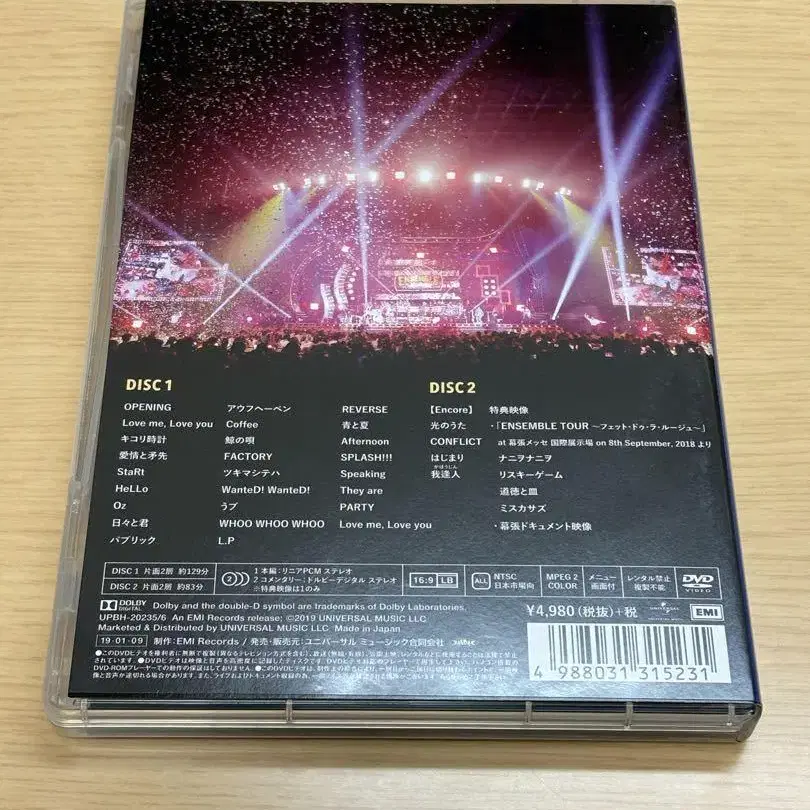 ENSEMBLE
DISC 1
OPENING
Love me, Love you
キコリ時計
愛情と矛先
StaRt
HeLLo
Oz
日々と君
パブリック
アウフヘーベン
Coffee
鯨の唄
FACTORY
ツキマシテハ
WanteD! WanteD!
うブ
WHOO WHOO WHOO
L.P
REVERSE
青と夏
Afternoon
SPLASH!!!
Speaking
They are
PARTY
Love me, Love you
DISC 2
【Encore】
光のうた
CONFLICT
はじまり
かほうじん
我逢人
特典映像
・「ENSEMBLE TOUR 〜フェット・ドゥ・ラ・ルージュ〜」
at 幕張メッセ 国際展示場 on 8th September, 2018 より
ナニヲナニヲ
リスキーゲーム
道徳と皿
ミスカサズ
・幕張ドキュメント映像
DISC 1 片面2層 約129分
DISC 2 片面2層 約83分
2
1 本編：リニアPCM ステレオ
2 コメンタリー：ドルビーデジタル ステレオ
※特典映像は1のみ
16:9 LB
ALL
NTSC
日本市場向
MPEG 2
COLOR
メニュー
画面付
レンタル禁止
複製不能
DVD
VIDEO
DOLBY
DIGITAL
Dolby and the double-D symbol are trademarks of Dolby Laboratories.
UPBH-20235/6 An EMI Records release; ©2019 UNIVERSAL MUSIC LLC
Marketed & Distributed by UNIVERSAL MUSIC LLC / Made in Japan
19・01・09 制作：EMI Records / 発売・販売元：ユニバーサル ミュージック合同会社
¥4,980(税抜)+税
UNIVERSAL
EMI
4 988031 315231